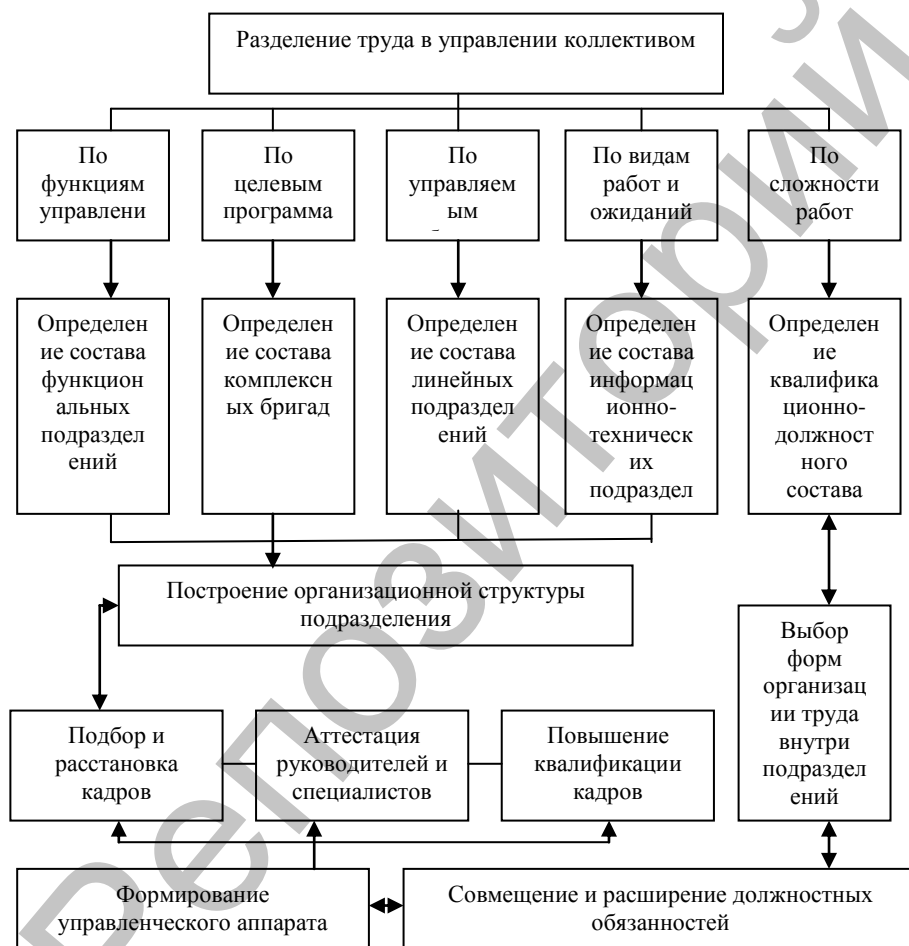 Разделение труда в управлении коллективом
По
функциям
управлени
По
целевым
программа
По
управляем
ым
По видам
работ и
ожиданий
По
сложности
работ
Определен
ие состава
функцион
альных
подраздел
ений
Определен
ие состава
комплексн
ых бригад
Определен
ие состава
линейных
подраздел
ений
Определен
ие состава
информац
ионно-
техническ
их
подраздел
Определен
ие
квалифика
ционно-
должност
ного
состава
Построение организационной структуры
подразделения
Выбор
форм
организац
ии труда
внутри
подраздел
ений
Подбор и
расстановка
кадров
Аттестация
руководителей и
специалистов
Повышение
квалификации
кадров
Формирование
управленческого аппарата
Совмещение и расширение должностных
обязанностей
Репозиторий